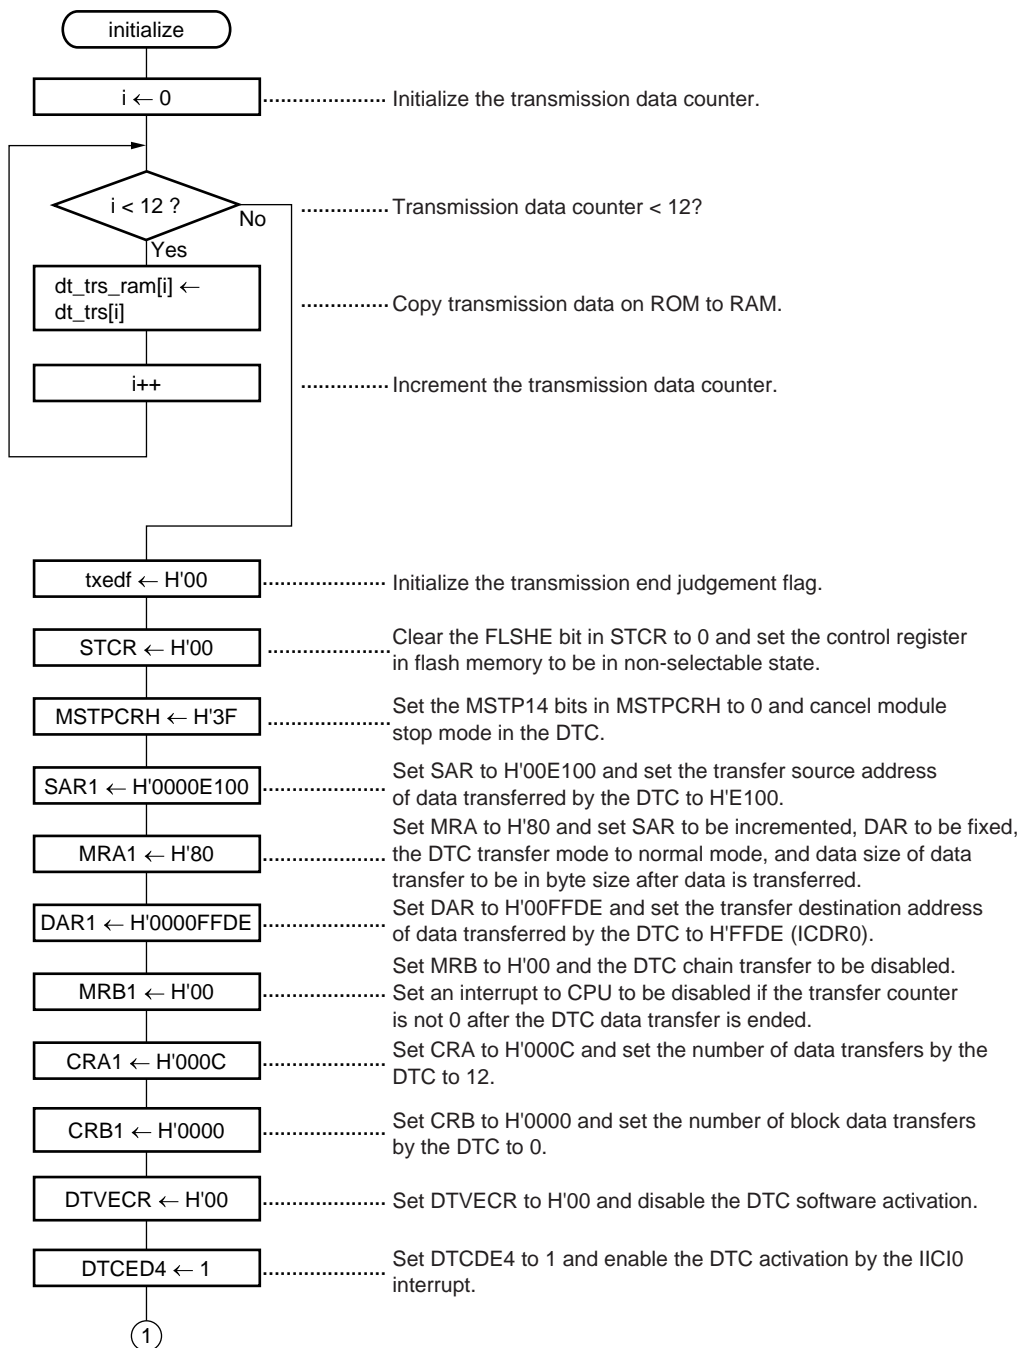 initialize
i ← 0
Initialize the transmission data counter.
i < 12 ?
No
Transmission data counter < 12?
Yes
dt_trs_ram[i] ←
dt_trs[i]
Copy transmission data on ROM to RAM.
i++
Increment the transmission data counter.
txedf ← H'00
Initialize the transmission end judgement flag.
STCR ← H'00
Clear the FLSHE bit in STCR to 0 and set the control register
in flash memory to be in non-selectable state.
MSTPCRH ← H'3F
Set the MSTP14 bits in MSTPCRH to 0 and cancel module
stop mode in the DTC.
SAR1 ← H'0000E100
Set SAR to H'00E100 and set the transfer source address
of data transferred by the DTC to H'E100.
MRA1 ← H'80
Set MRA to H'80 and set SAR to be incremented, DAR to be fixed,
the DTC transfer mode to normal mode, and data size of data
transfer to be in byte size after data is transferred.
DAR1 ← H'0000FFDE
Set DAR to H'00FFDE and set the transfer destination address
of data transferred by the DTC to H'FFDE (ICDR0).
MRB1 ← H'00
Set MRB to H'00 and the DTC chain transfer to be disabled.
Set an interrupt to CPU to be disabled if the transfer counter
is not 0 after the DTC data transfer is ended.
CRA1 ← H'000C
Set CRA to H'000C and set the number of data transfers by the
DTC to 12.
CRB1 ← H'0000
Set CRB to H'0000 and set the number of block data transfers
by the DTC to 0.
DTVECR ← H'00
Set DTVECR to H'00 and disable the DTC software activation.
DTCED4 ← 1
Set DTCDE4 to 1 and enable the DTC activation by the IICI0
interrupt.
1